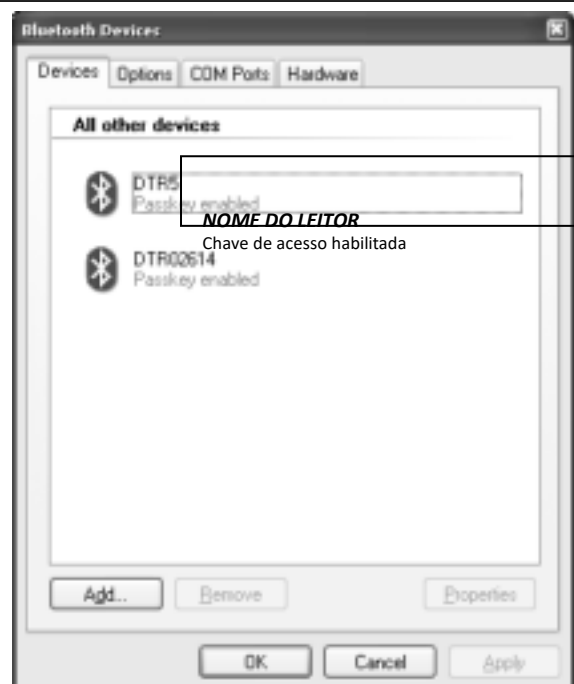 Bluetooth Devices
Devices Options COM Ports Hardware
All other devices
DTR5
Passkey enabled
NOME DO LEITOR
Chave de acesso habilitada
DTR02614
Passkey enabled
Add... Remove Properties
OK Cancel Apply